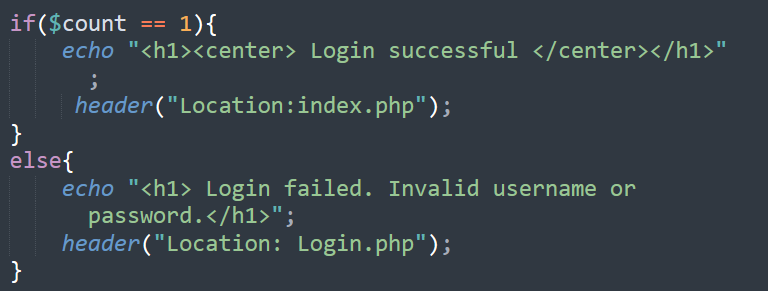 if($count == 1){
echo "<h1><center> Login successful </center></h1>"
;
header("Location:index.php");
}
else{
echo "<h1> Login failed. Invalid username or
password.</h1>";
header("Location: Login.php");
}